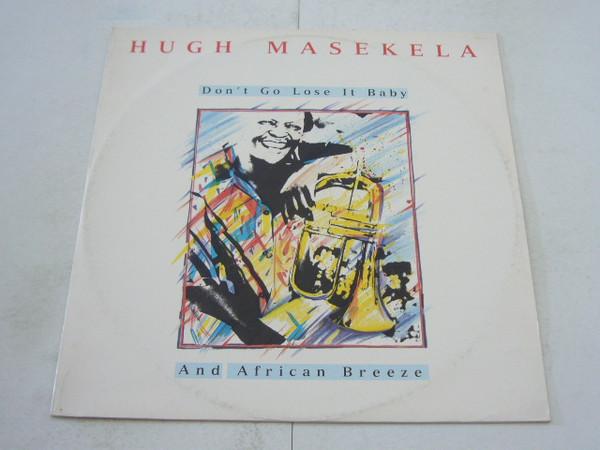 HUGH MASEKELA
Don't Go Lose It Baby
And African Breeze